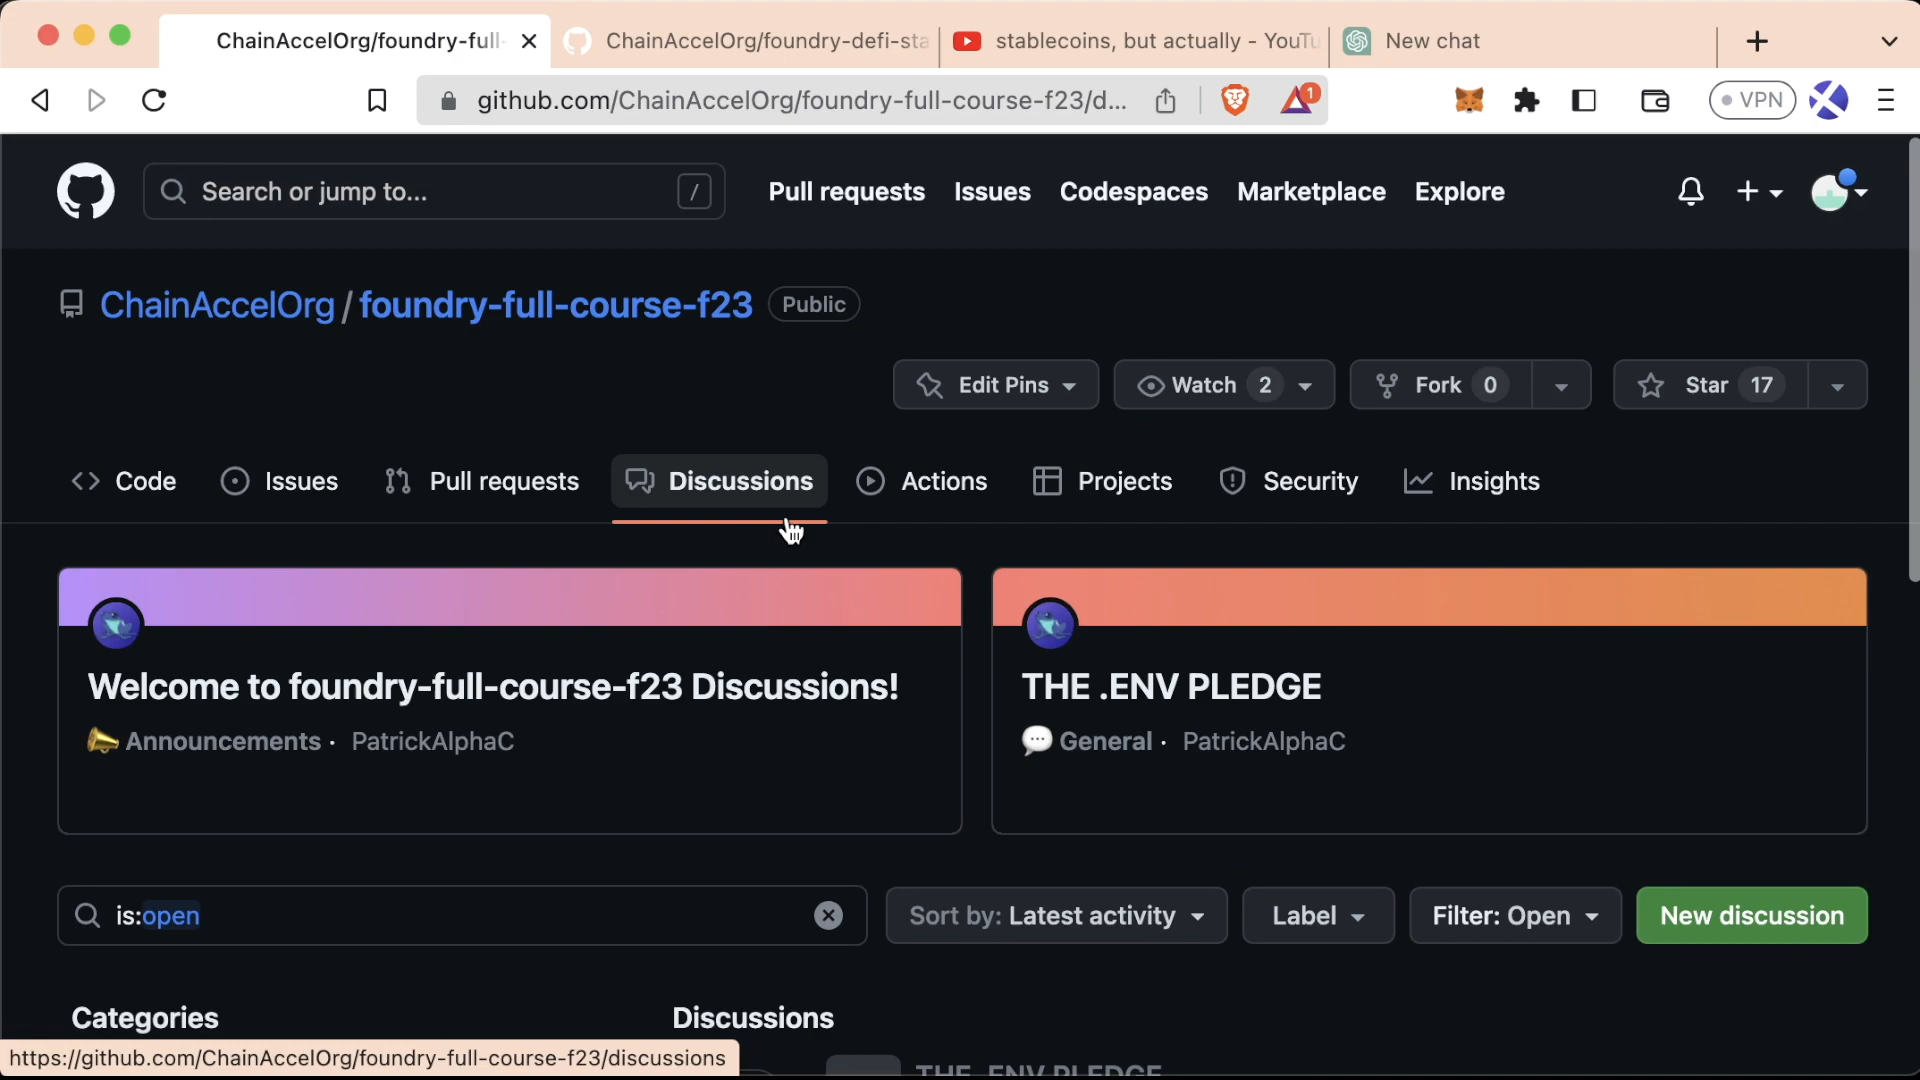 ChainAccelOrg/foundry-full-
ChainAccelOrg/foundry-defi-sta
stablecoins, but actually - YouTu
New chat
github.com/ChainAccelOrg/foundry-full-course-f23/d...
1
VPN
Search or jump to...
/
Pull requests
Issues
Codespaces
Marketplace
Explore
ChainAccelOrg / foundry-full-course-f23
Public
Edit Pins
Watch 2
Fork 0
Star 17
Code
Issues
Pull requests
Discussions
Actions
Projects
Security
Insights
Welcome to foundry-full-course-f23 Discussions!
Announcements · PatrickAlphaC
THE .ENV PLEDGE
General · PatrickAlphaC
is:open
Sort by: Latest activity
Label
Filter: Open
New discussion
Categories
Discussions
THE .ENV PLEDGE
https://github.com/ChainAccelOrg/foundry-full-course-f23/discussions